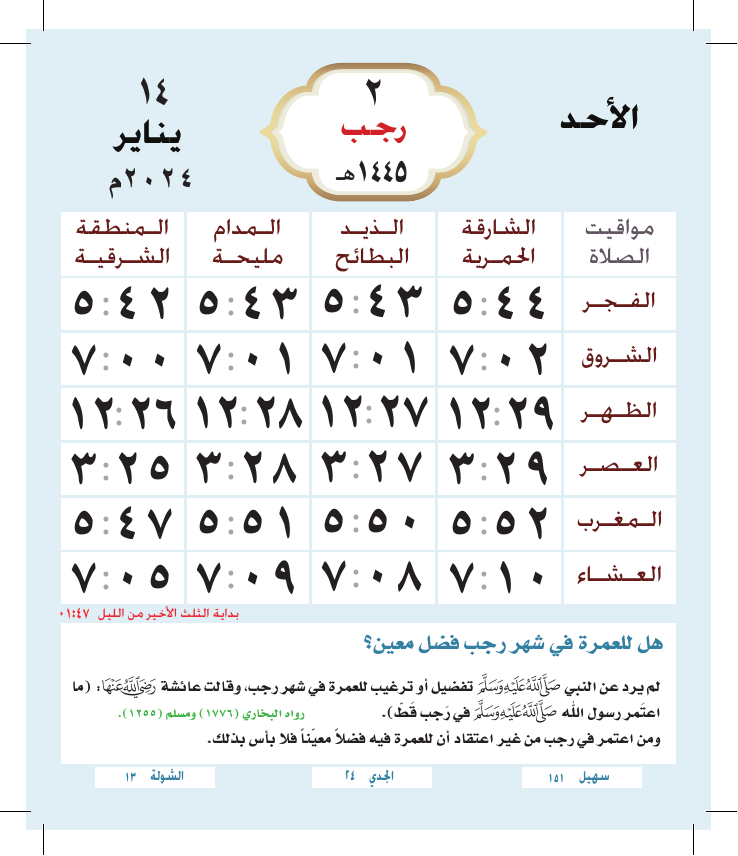 الأحد
٢
رجب
١٤٤٥هـ
١٤
يناير
٢٠٢٤م
مواقيت الصلاة | الشارقة الحمرية | الذيد البطائح | المدام مليحة | المنطقة الشرقية
الفجر ٥:٤٤ ٥:٤٣ ٥:٤٣ ٥:٤٢
الشروق ٧:٠٢ ٧:٠١ ٧:٠١ ٧:٠٠
الظهر ١٢:٢٩ ١٢:٢٧ ١٢:٢٨ ١٢:٢٦
العصر ٣:٢٩ ٣:٢٧ ٣:٢٨ ٣:٢٥
المغرب ٥:٥٢ ٥:٥٠ ٥:٥١ ٥:٤٧
العشاء ٧:١٠ ٧:٠٨ ٧:٠٩ ٧:٠٥
بداية الثلث الأخير من الليل ٠١:٤٧
هل للعمرة في شهر رجب فضل معين؟
لم يرد عن النبي صَلَّى اللَّهُ عَلَيْهِ وَسَلَّمَ تفضيل أو ترغيب للعمرة في شهر رجب، وقالت عائشة رَضِيَ اللَّهُ عَنْهَا: (ما
اعتَمر رسول الله صَلَّى اللَّهُ عَلَيْهِ وَسَلَّمَ في رَجب قَطّ). رواه البخاري (١٧٧٦) ومسلم (١٢٥٥).
ومن اعتمر في رجب من غير اعتقاد أن للعمرة فيه فضلاً معيّناً فلا بأس بذلك.
سهيل ١٥١
الجدي ٢٤
الشولة ١٣